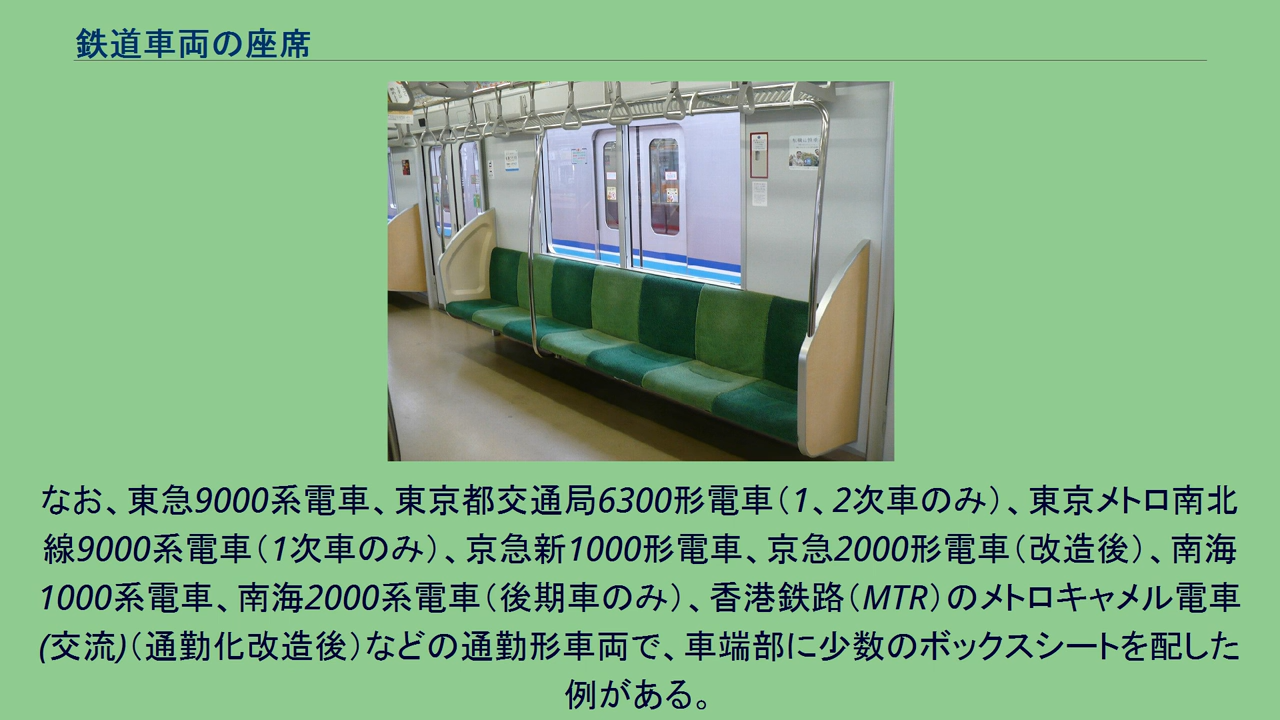 鉄道車両の座席
なお、東急9000系電車、東京都交通局6300形電車（1、2次車のみ）、東京メトロ南北
線9000系電車（1次車のみ）、京急新1000形電車、京急2000形電車（改造後）、南海
1000系電車、南海2000系電車（後期車のみ）、香港鉄路（MTR）のメトロキャメル電車
(交流)（通勤化改造後）などの通勤形車両で、車端部に少数のボックスシートを配した
例がある。